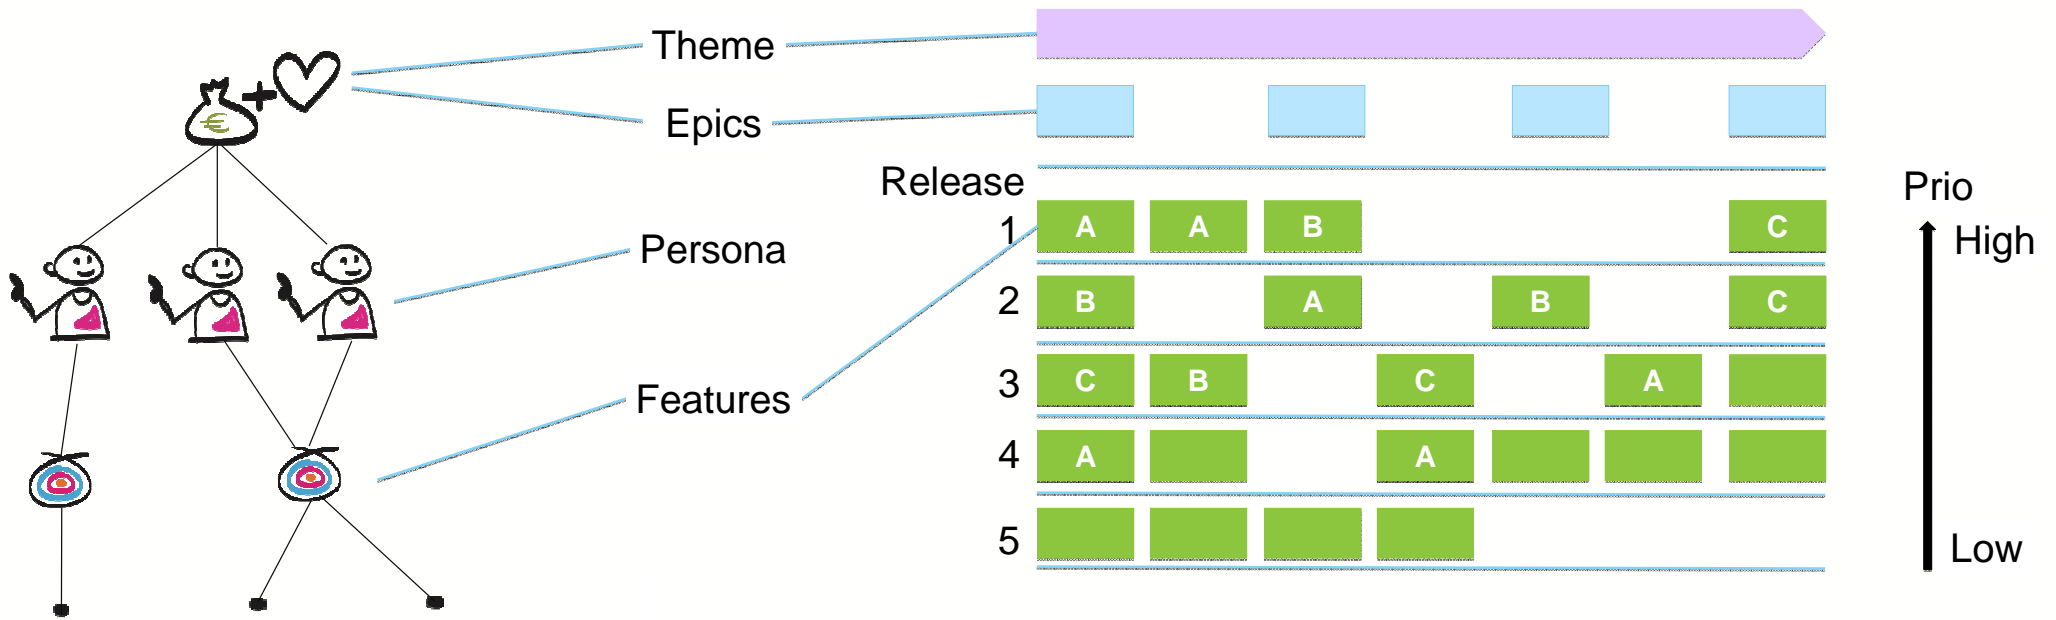 Theme
Epics
Persona
Features
Release
1 A A B C
2 B A B C
3 C B C A
4 A A
5
Prio
High
Low
€